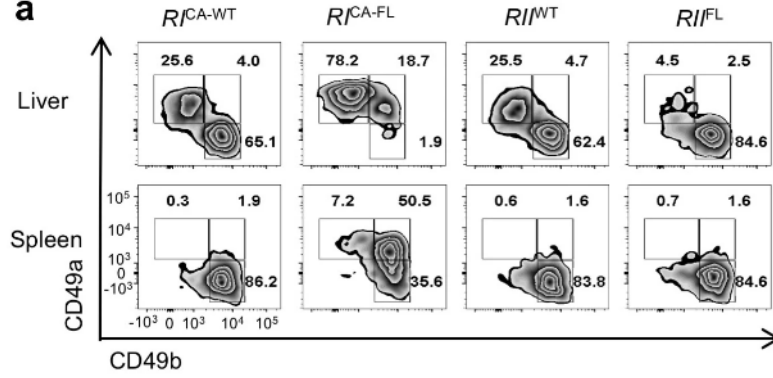 a
RI^CA-WT RI^CA-FL RII^WT RII^FL
Liver
25.6 4.0 78.2 18.7 25.5 4.7 4.5 2.5
65.1 1.9 62.4 84.6
Spleen
0.3 1.9 7.2 50.5 0.6 1.6 0.7 1.6
86.2 35.6 83.8 84.6
10^5
10^4
10^3
0
-10^3
CD49a
-10^3 0 10^3 10^4 10^5
CD49b